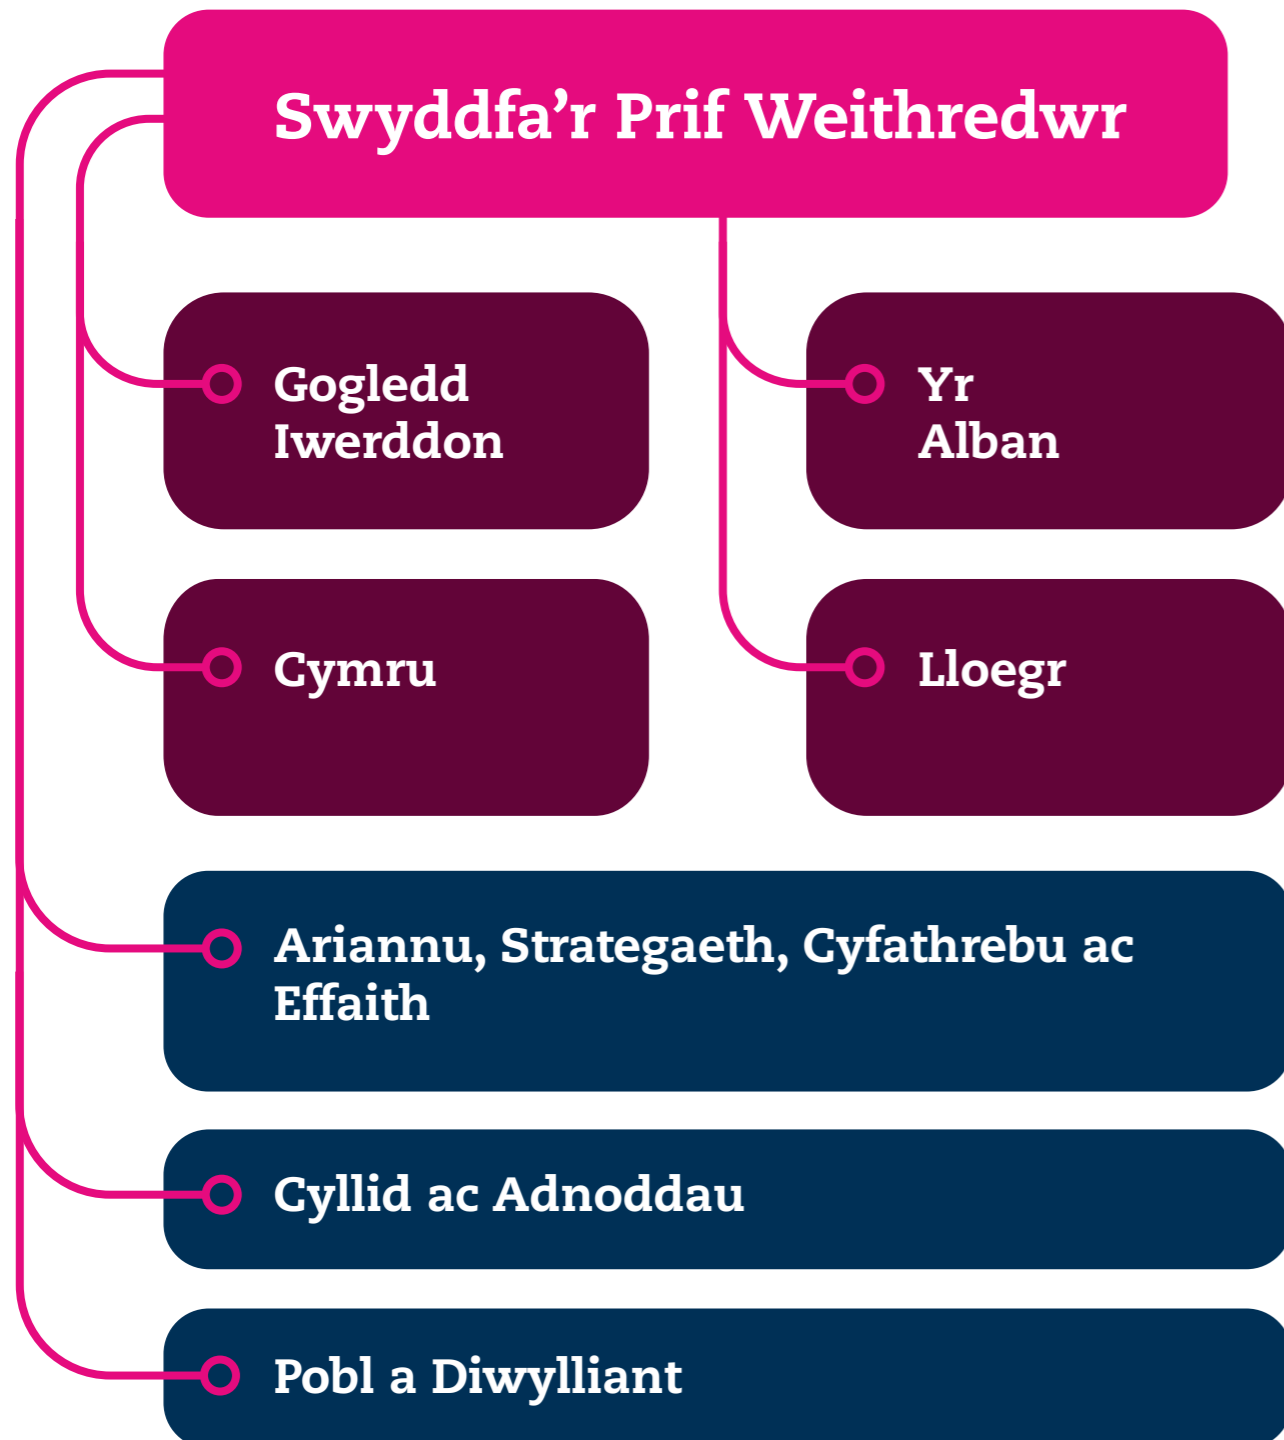 Swyddfa’r Prif Weithredwr
Gogledd
Iwerddon
Yr
Alban
Cymru
Lloegr
Ariannu, Strategaeth, Cyfathrebu ac
Effaith
Cyllid ac Adnoddau
Pobl a Diwylliant